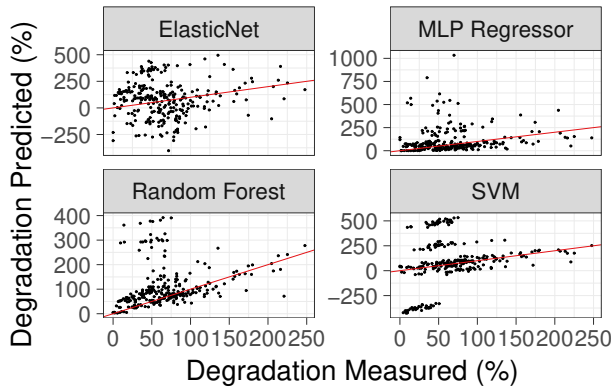 ElasticNet
MLP Regressor
500
250
0
−250
1000
750
500
250
0
Random Forest
SVM
400
300
200
100
0
500
250
0
−250
0 50 100 150 200 250
0 50 100 150 200 250
Degradation Measured (%)
Degradation Predicted (%)